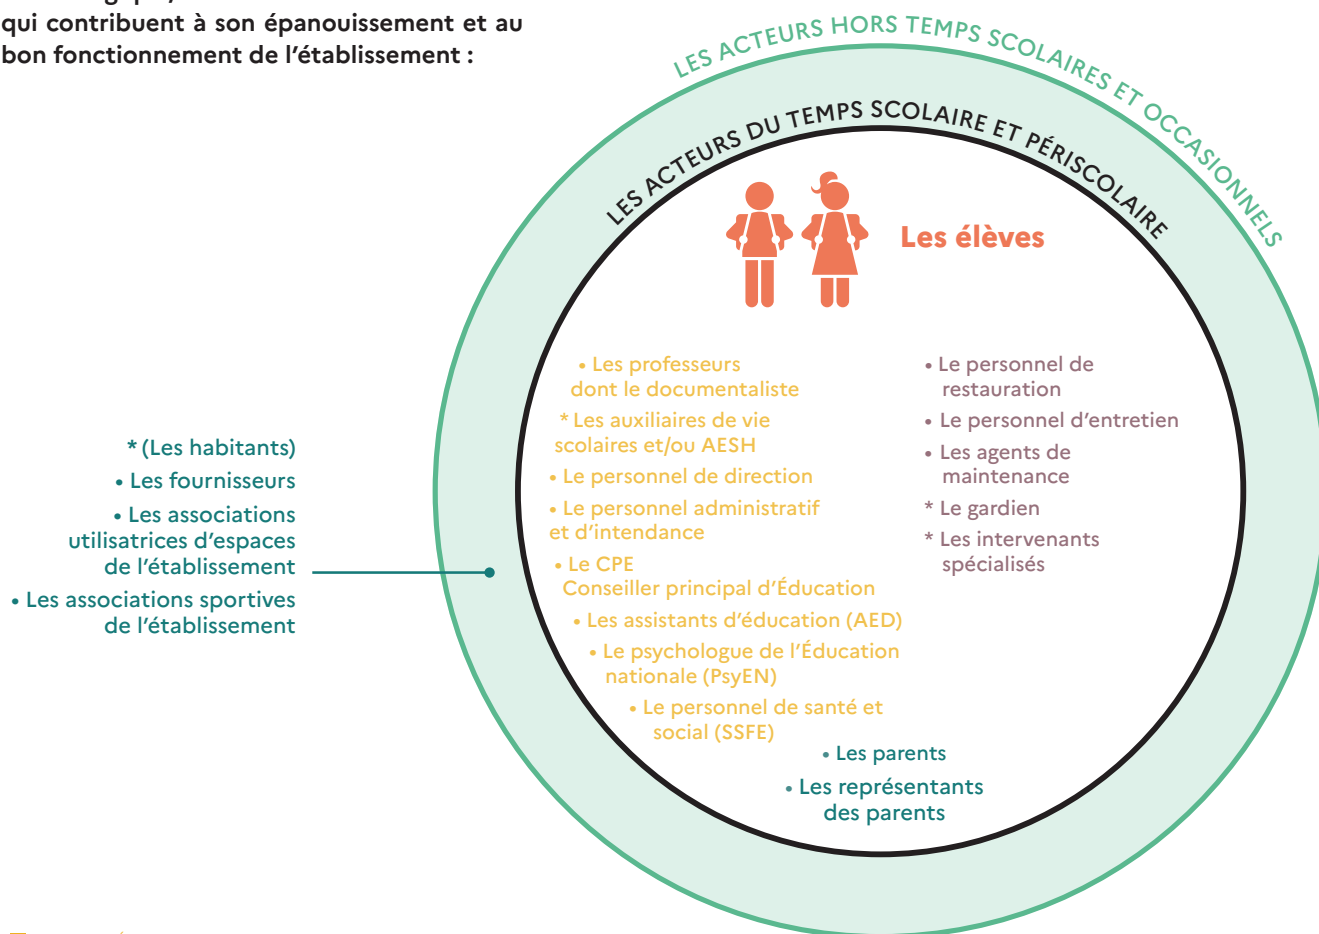 qui contribuent à son épanouissement et au
bon fonctionnement de l'établissement :
LES ACTEURS HORS TEMPS SCOLAIRES ET OCCASIONNELS
LES ACTEURS DU TEMPS SCOLAIRE ET PÉRISCOLAIRE
Les élèves
• Les professeurs
dont le documentaliste
* Les auxiliaires de vie
scolaires et/ou AESH
• Le personnel de direction
• Le personnel administratif
et d'intendance
• Le CPE
Conseiller principal d'Éducation
• Les assistants d'éducation (AED)
• Le psychologue de l'Éducation
nationale (PsyEN)
• Le personnel de santé et
social (SSFE)
• Le personnel de
restauration
• Le personnel d'entretien
• Les agents de
maintenance
* Le gardien
* Les intervenants
spécialisés
• Les parents
• Les représentants
des parents
* (Les habitants)
• Les fournisseurs
• Les associations
utilisatrices d'espaces
de l'établissement
• Les associations sportives
de l'établissement